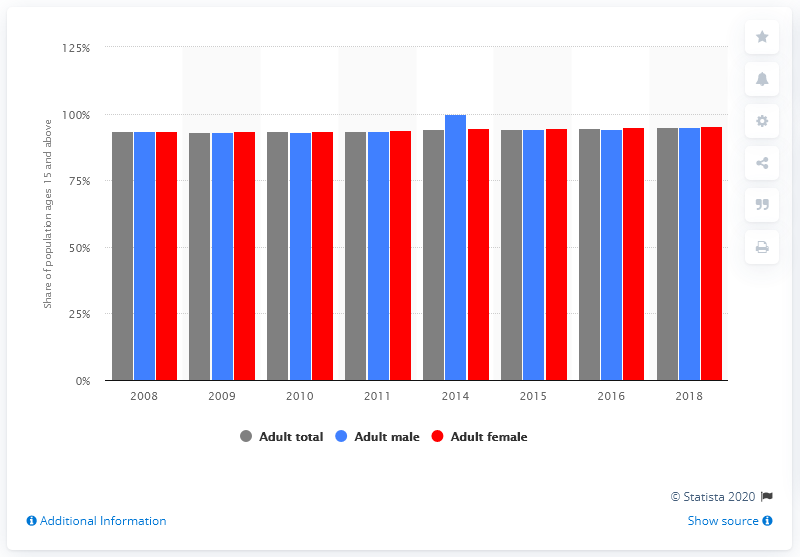 125%
100%
75%
50%
25%
0%
Share of population ages 15 and above
2008 2009 2010 2011 2014 2015 2016 2018
Adult total Adult male Adult female
© Statista 2020
Additional Information
Show source